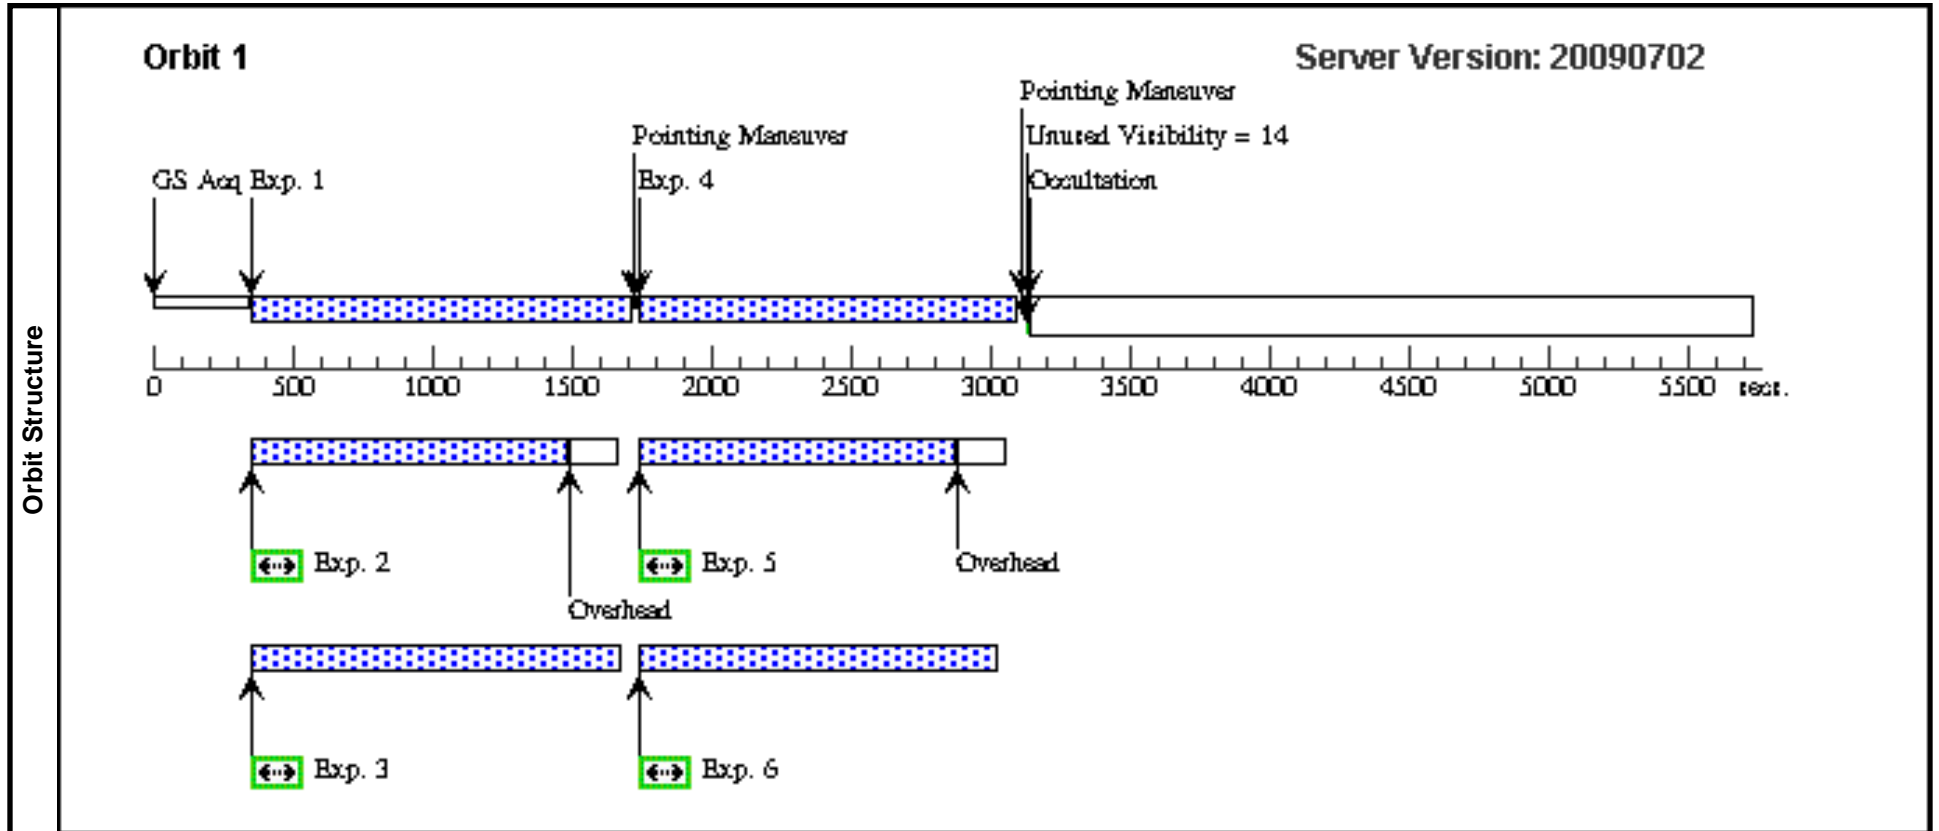 Orbit Structure
Orbit 1
Server Version: 20090702
Pointing Maneuver
Pointing Maneuver
Unused Visibility = 14
GS Acq
Exp. 1
Exp. 4
Occultation
0 500 1000 1500 2000 2500 3000 3500 4000 4500 5000 5500 secs.
Exp. 2
Exp. 5
Overhead
Overhead
Exp. 3
Exp. 6